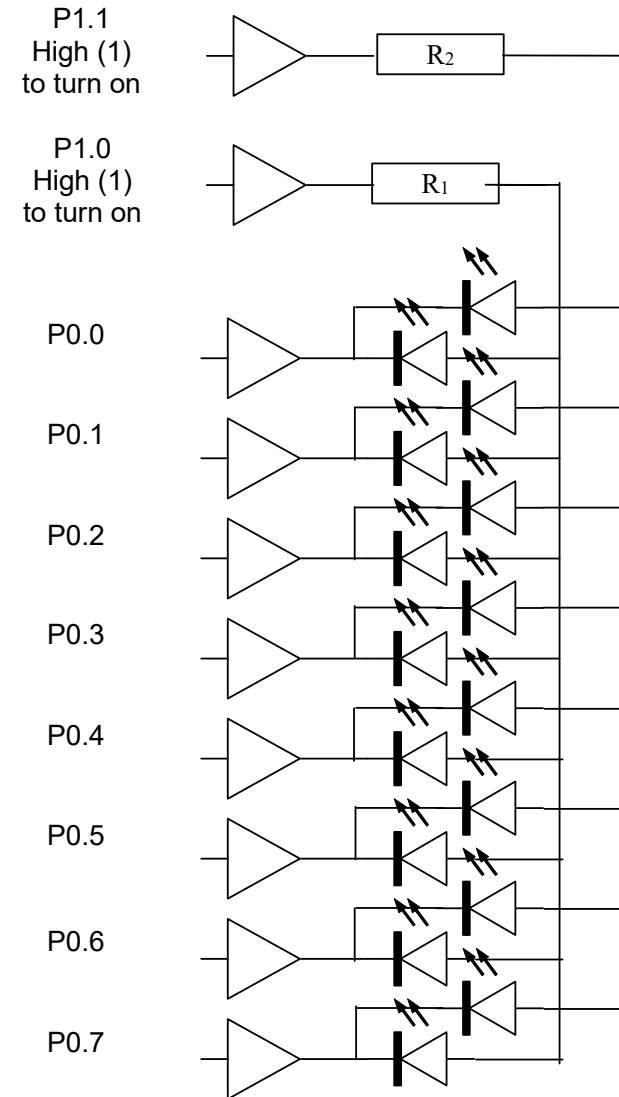 P1.1
High (1)
to turn on
R2
P1.0
High (1)
to turn on
R1
P0.0
P0.1
P0.2
P0.3
P0.4
P0.5
P0.6
P0.7